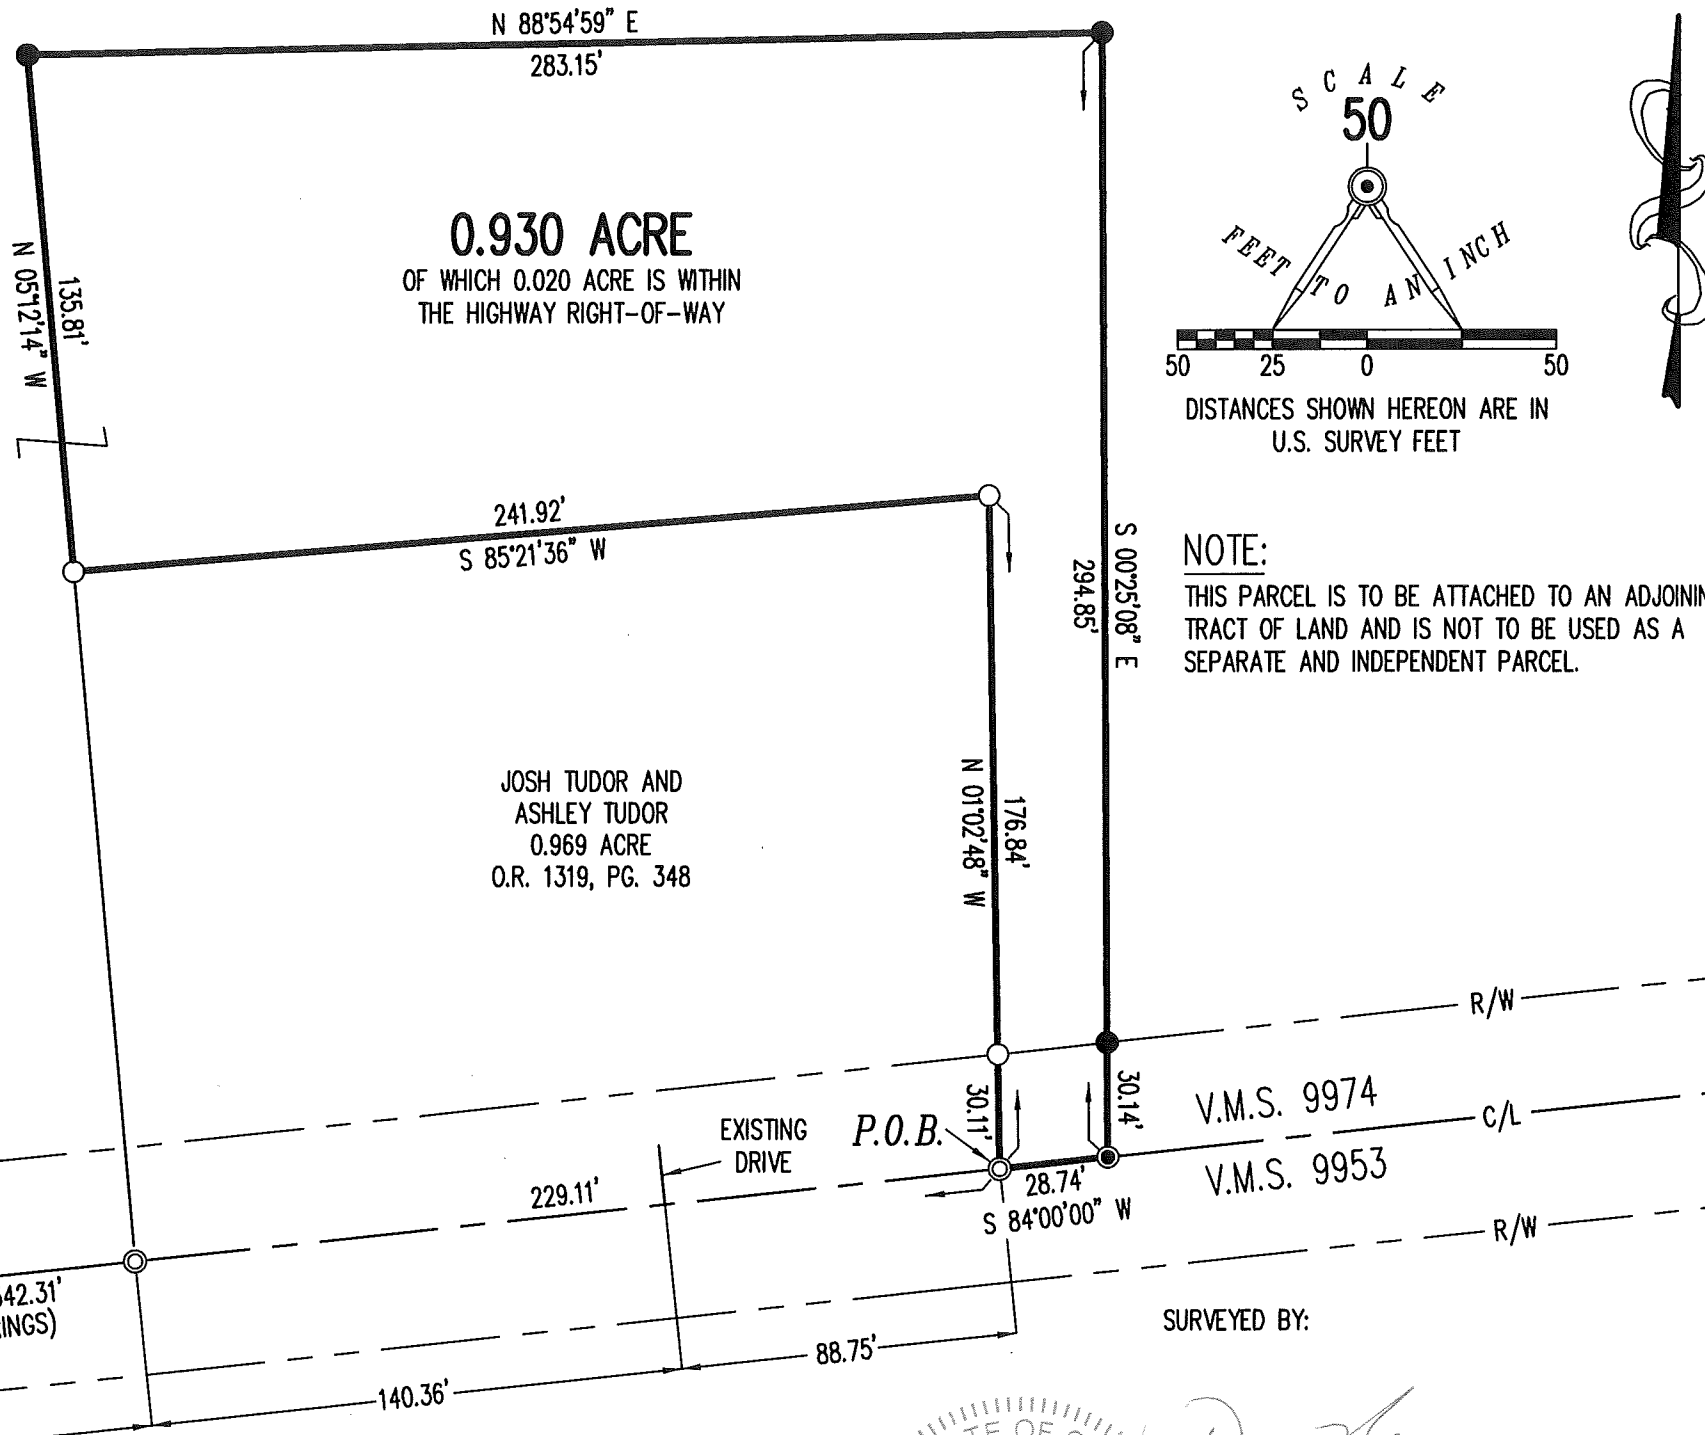 N 88°54'59" E
283.15'
SCALE
50
FEET TO AN INCH
50 25 0 50
DISTANCES SHOWN HEREON ARE IN
U.S. SURVEY FEET
0.930 ACRE
OF WHICH 0.020 ACRE IS WITHIN
THE HIGHWAY RIGHT-OF-WAY
135.81'
N 05°12'14" W
241.92'
S 85°21'36" W
S 00°25'08" E
294.85'
NOTE:
THIS PARCEL IS TO BE ATTACHED TO AN ADJOININ
TRACT OF LAND AND IS NOT TO BE USED AS A
SEPARATE AND INDEPENDENT PARCEL.
JOSH TUDOR AND
ASHLEY TUDOR
0.969 ACRE
O.R. 1319, PG. 348
176.84'
N 01°02'48" W
R/W
30.11'
30.14'
V.M.S. 9974
C/L
V.M.S. 9953
EXISTING
DRIVE
P.O.B.
229.11'
28.74'
S 84°00'00" W
R/W
42.31'
INGS)
SURVEYED BY:
88.75'
140.36'
TE OF